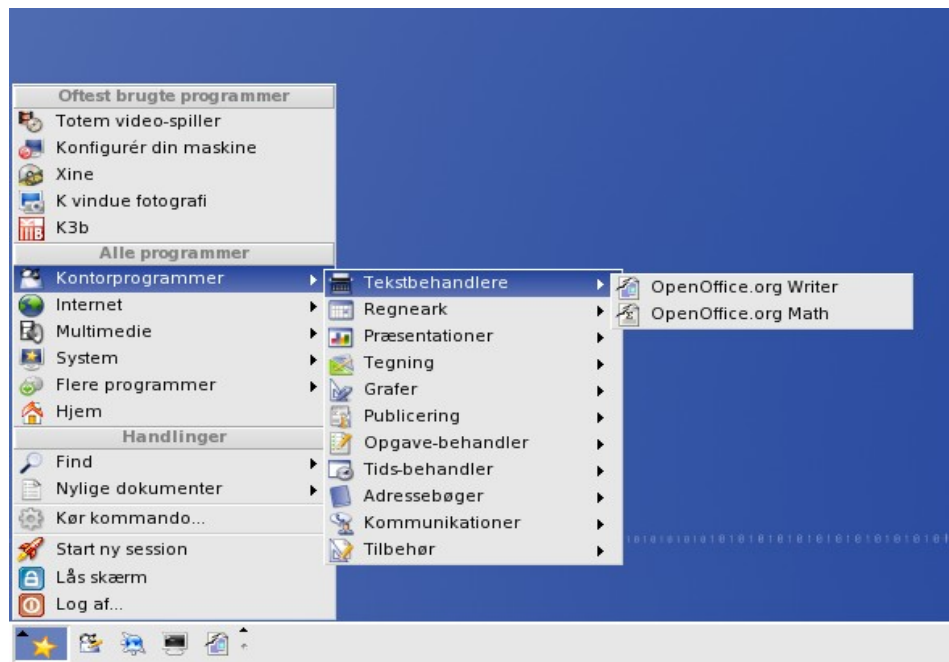 Oftest brugte programmer
Totem video-spiller
Konfigurér din maskine
Xine
K vindue fotografi
K3b
Alle programmer
Kontorprogrammer
Internet
Multimedie
System
Flere programmer
Hjem
Handlinger
Find
Nylige dokumenter
Kør kommando...
Start ny session
Lås skærm
Log af...
Tekstbehandlere
Regneark
Præsentationer
Tegning
Grafer
Publicering
Opgave-behandler
Tids-behandler
Adressebøger
Kommunikationer
Tilbehør
OpenOffice.org Writer
OpenOffice.org Math